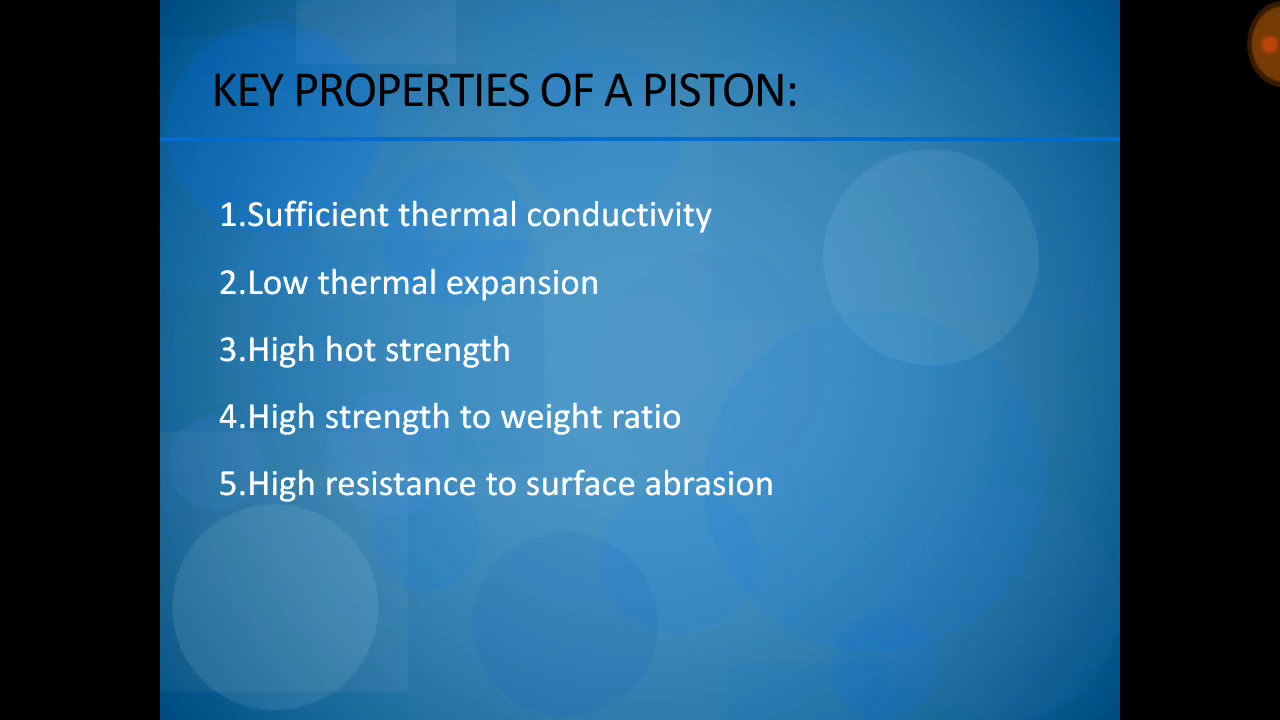 KEY PROPERTIES OF A PISTON:
1.Sufficient thermal conductivity
2.Low thermal expansion
3.High hot strength
4.High strength to weight ratio
5.High resistance to surface abrasion